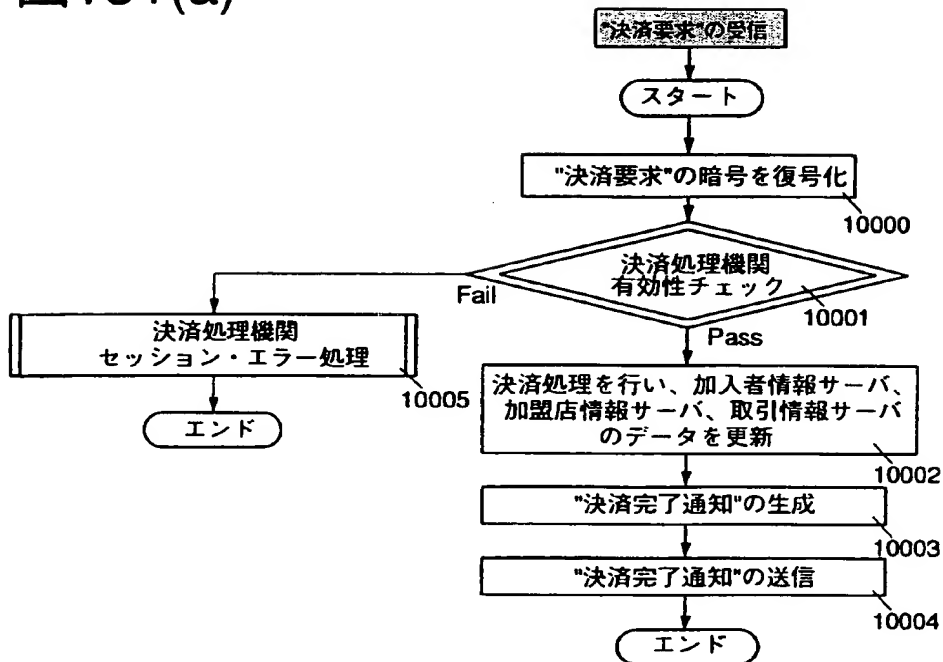 "決済要求"の受信
スタート
"決済要求"の暗号を復号化
10000
決済処理機関
有効性チェック
10001
Fail
Pass
決済処理機関
セッション・エラー処理
10005
エンド
決済処理を行い、加入者情報サーバ、
加盟店情報サーバ、取引情報サーバ
のデータを更新
10002
"決済完了通知"の生成
10003
"決済完了通知"の送信
10004
エンド